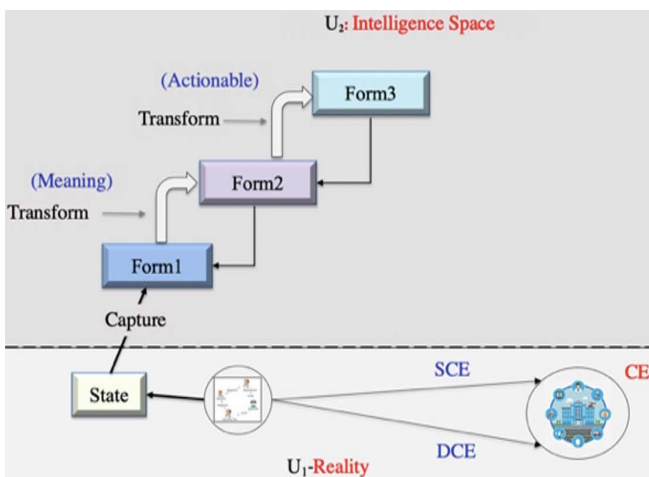 U₂: Intelligence Space
(Actionable)
Form3
Transform
(Meaning)
Form2
Transform
Form1
Capture
SCE
CE
State
DCE
U₁-Reality